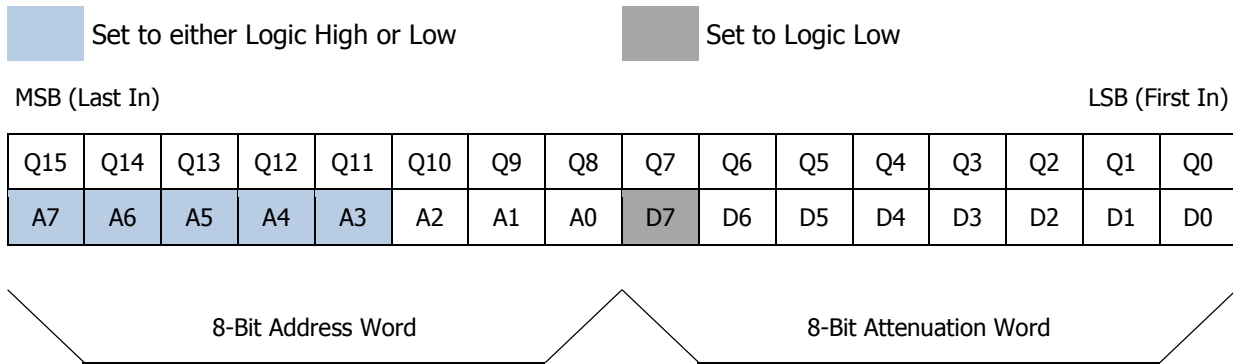 Set to either Logic High or Low Set to Logic Low
MSB (Last In) LSB (First In)
Q15 Q14 Q13 Q12 Q11 Q10 Q9 Q8 Q7 Q6 Q5 Q4 Q3 Q2 Q1 Q0
A7 A6 A5 A4 A3 A2 A1 A0 D7 D6 D5 D4 D3 D2 D1 D0
8-Bit Address Word 8-Bit Attenuation Word